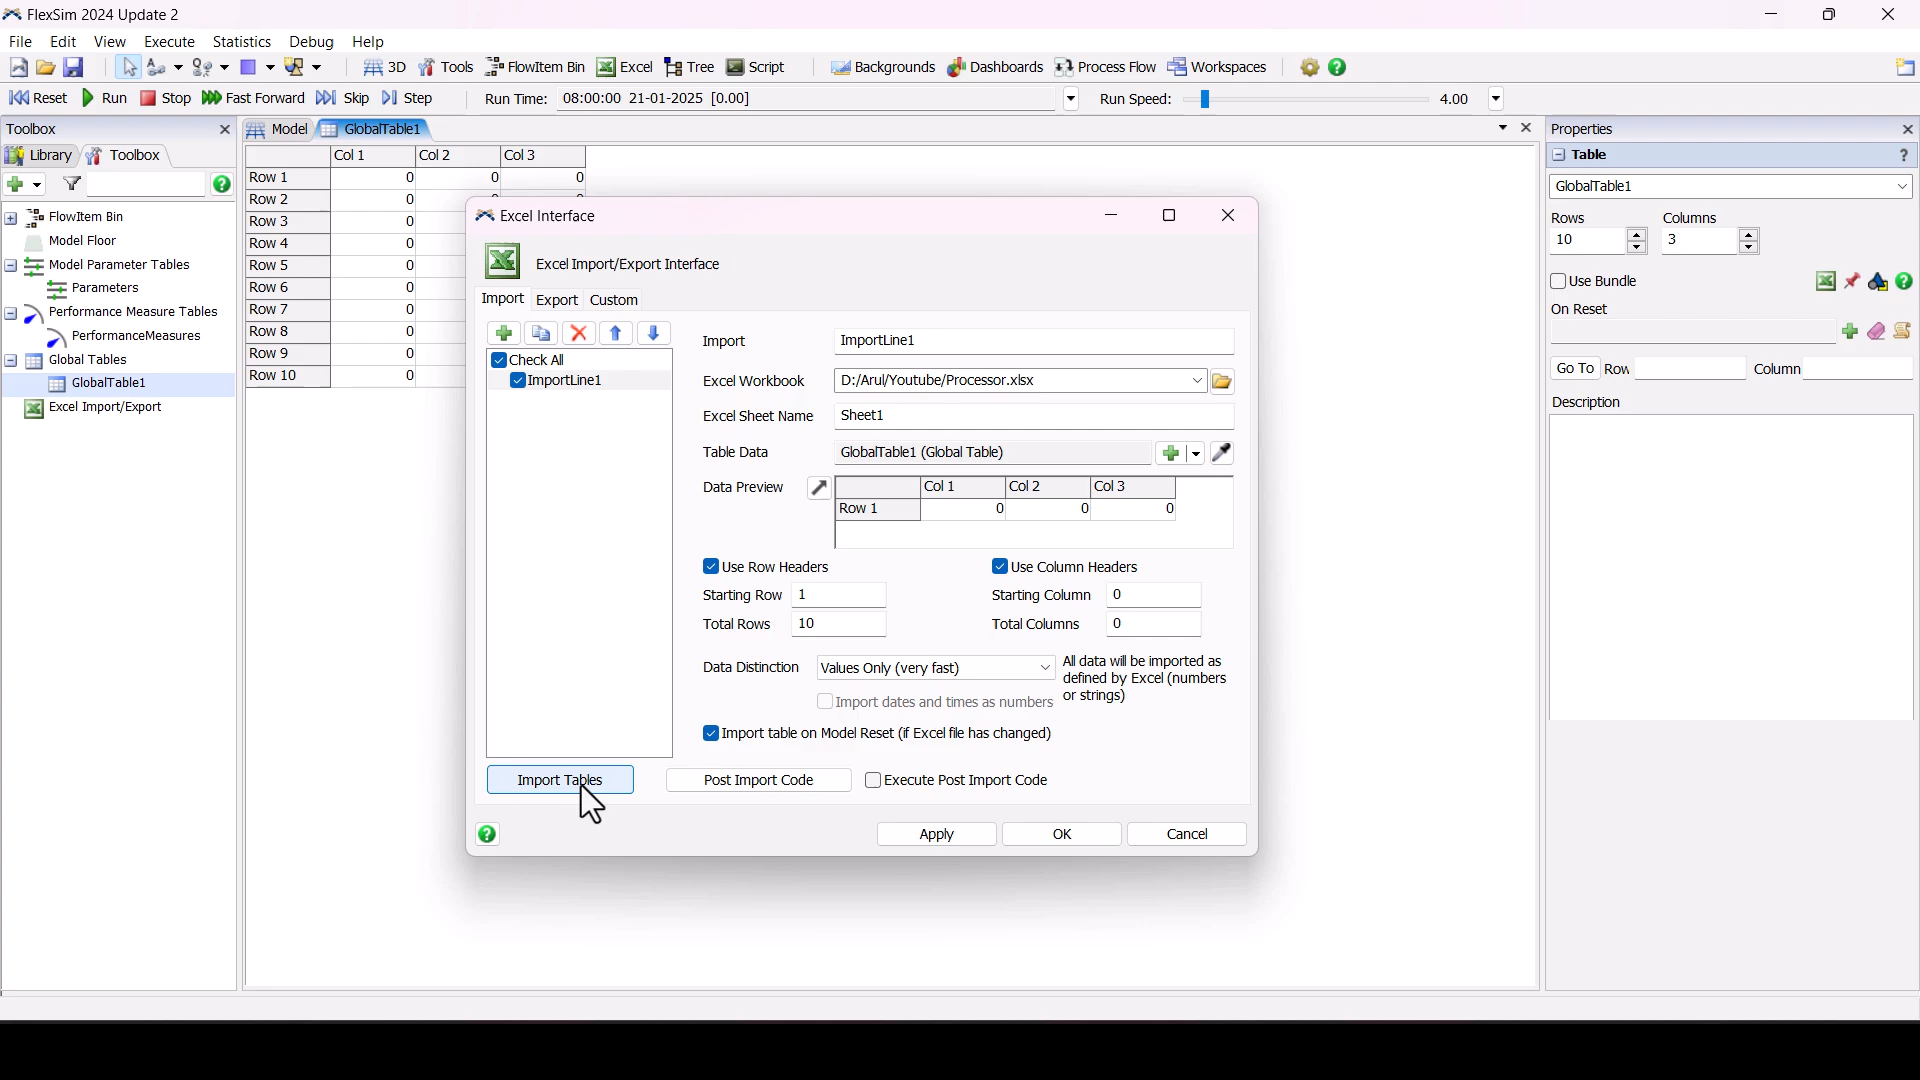 FlexSim 2024 Update 2
File Edit View Execute Statistics Debug Help
3D Tools FlowItem Bin Excel Tree Script Backgrounds Dashboards Process Flow Workspaces
Reset Run Stop Fast Forward Skip Step Run Time: 08:00:00 21-01-2025 [0.00] Run Speed: 4.00
Toolbox
Library Toolbox
FlowItem Bin
Model Floor
Model Parameter Tables
Parameters
Performance Measure Tables
PerformanceMeasures
Global Tables
GlobalTable1
Excel Import/Export
Model GlobalTable1
Col 1 Col 2 Col 3
Row 1 0 0 0
Row 2 0
Row 3 0
Row 4 0
Row 5 0
Row 6 0
Row 7 0
Row 8 0
Row 9 0
Row 10 0
Excel Interface
Excel Import/Export Interface
Import Export Custom
Check All
ImportLine1
Import ImportLine1
Excel Workbook D:/Arul/Youtube/Processor.xlsx
Excel Sheet Name Sheet1
Table Data GlobalTable1 (Global Table)
Data Preview Col 1 Col 2 Col 3
Row 1 0 0 0
Use Row Headers Use Column Headers
Starting Row 1 Starting Column 0
Total Rows 10 Total Columns 0
Data Distinction Values Only (very fast) All data will be imported as
defined by Excel (numbers
or strings)
Import dates and times as numbers
Import table on Model Reset (if Excel file has changed)
Import Tables Post Import Code Execute Post Import Code
Apply OK Cancel
Properties
Table ?
GlobalTable1
Rows Columns
10 3
Use Bundle
On Reset
Go To Row Column
Description